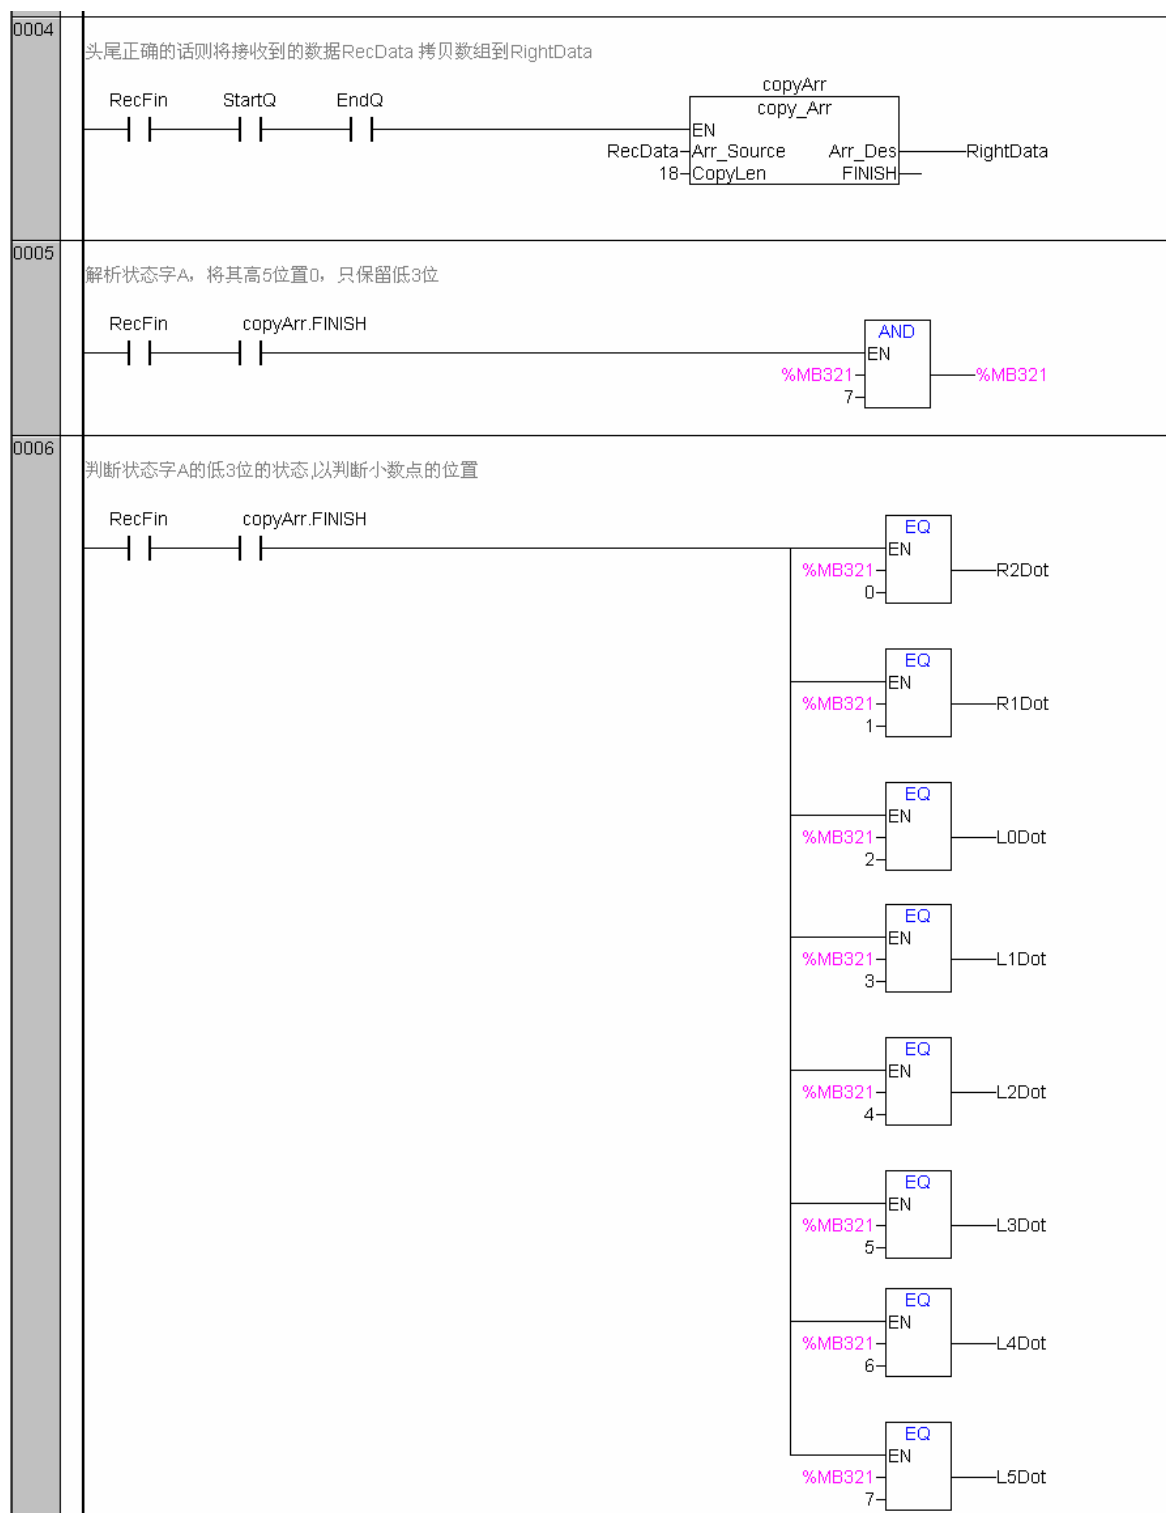 0004
头尾正确的话则将接收到的数据RecData 拷贝数组到RightData
copyArr
RecFin StartQ EndQ copy_Arr
EN
RecData Arr_Source Arr_Des RightData
18 CopyLen FINISH
0005
解析状态字A，将其高5位置0，只保留低3位
RecFin copyArr.FINISH AND
EN
%MB321 %MB321
7
0006
判断状态字A的低3位的状态,以判断小数点的位置
RecFin copyArr.FINISH EQ
EN
%MB321 R2Dot
0
EQ
EN
%MB321 R1Dot
1
EQ
EN
%MB321 L0Dot
2
EQ
EN
%MB321 L1Dot
3
EQ
EN
%MB321 L2Dot
4
EQ
EN
%MB321 L3Dot
5
EQ
EN
%MB321 L4Dot
6
EQ
EN
%MB321 L5Dot
7